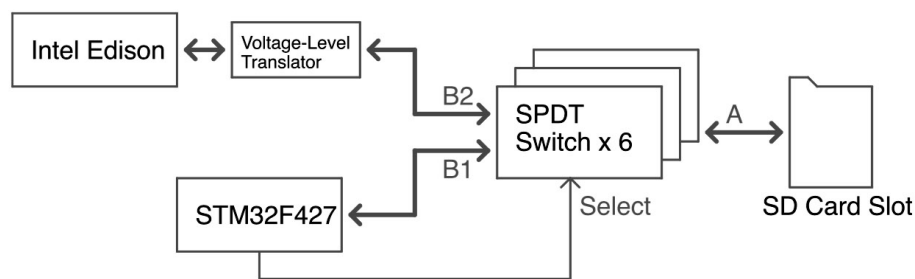 Intel Edison
Voltage-Level
Translator
B2
SPDT
Switch x 6
A
B1
STM32F427
Select
SD Card Slot